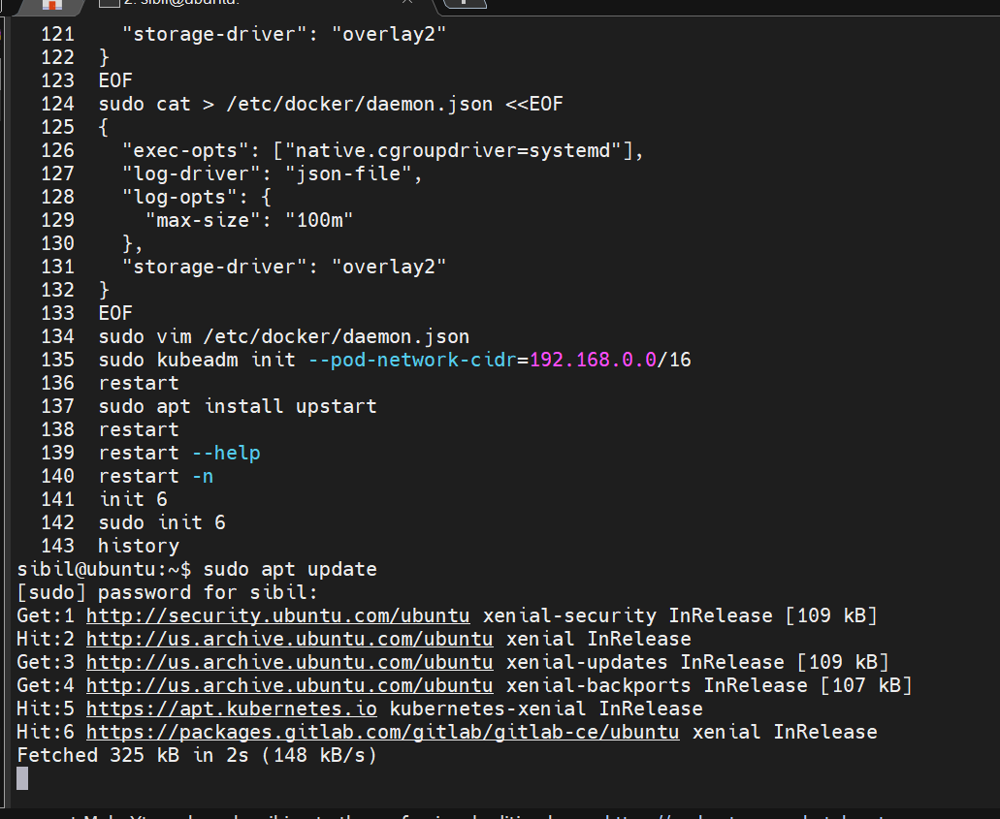 2. sibil@ubuntu:
121 "storage-driver": "overlay2"
122 }
123 EOF
124 sudo cat > /etc/docker/daemon.json <<EOF
125 {
126 "exec-opts": ["native.cgroupdriver=systemd"],
127 "log-driver": "json-file",
128 "log-opts": {
129 "max-size": "100m"
130 },
131 "storage-driver": "overlay2"
132 }
133 EOF
134 sudo vim /etc/docker/daemon.json
135 sudo kubeadm init --pod-network-cidr=192.168.0.0/16
136 restart
137 sudo apt install upstart
138 restart
139 restart --help
140 restart -n
141 init 6
142 sudo init 6
143 history
sibil@ubuntu:~$ sudo apt update
[sudo] password for sibil:
Get:1 http://security.ubuntu.com/ubuntu xenial-security InRelease [109 kB]
Hit:2 http://us.archive.ubuntu.com/ubuntu xenial InRelease
Get:3 http://us.archive.ubuntu.com/ubuntu xenial-updates InRelease [109 kB]
Get:4 http://us.archive.ubuntu.com/ubuntu xenial-backports InRelease [107 kB]
Hit:5 https://apt.kubernetes.io kubernetes-xenial InRelease
Hit:6 https://packages.gitlab.com/gitlab/gitlab-ce/ubuntu xenial InRelease
Fetched 325 kB in 2s (148 kB/s)